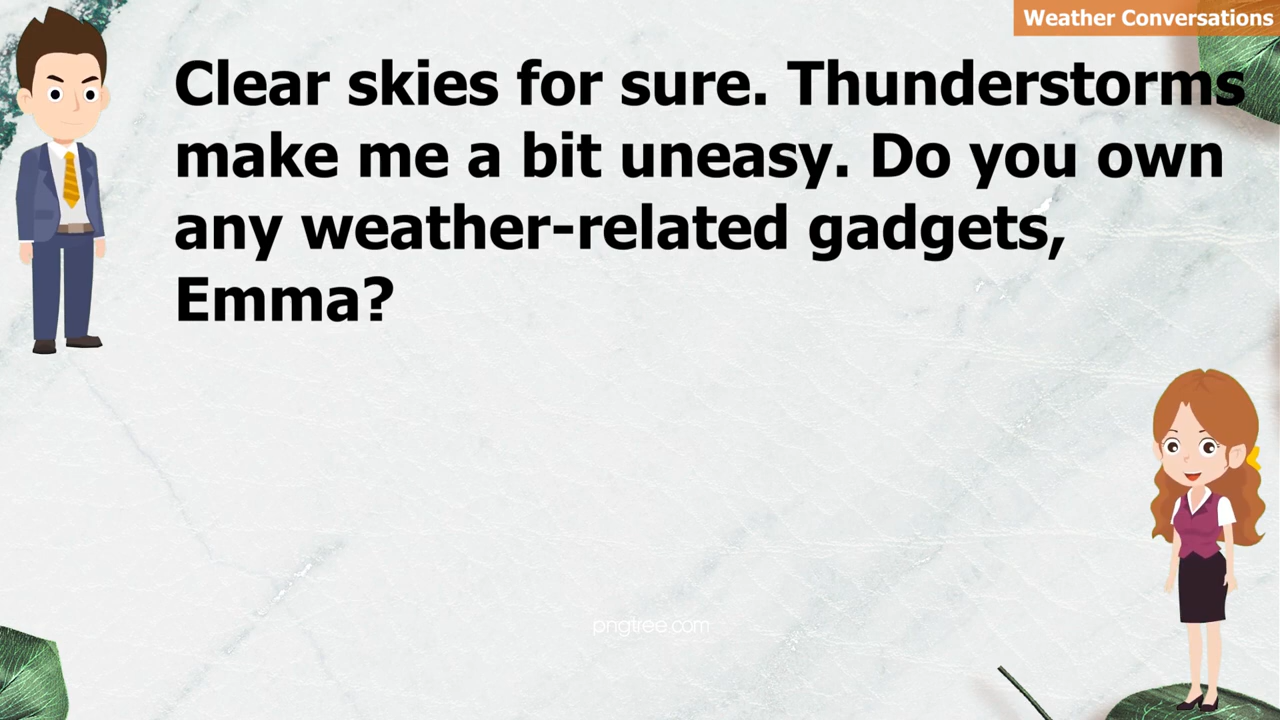 Weather Conversations
Clear skies for sure. Thunderstorms
make me a bit uneasy. Do you own
any weather-related gadgets,
Emma?
pngtree.com